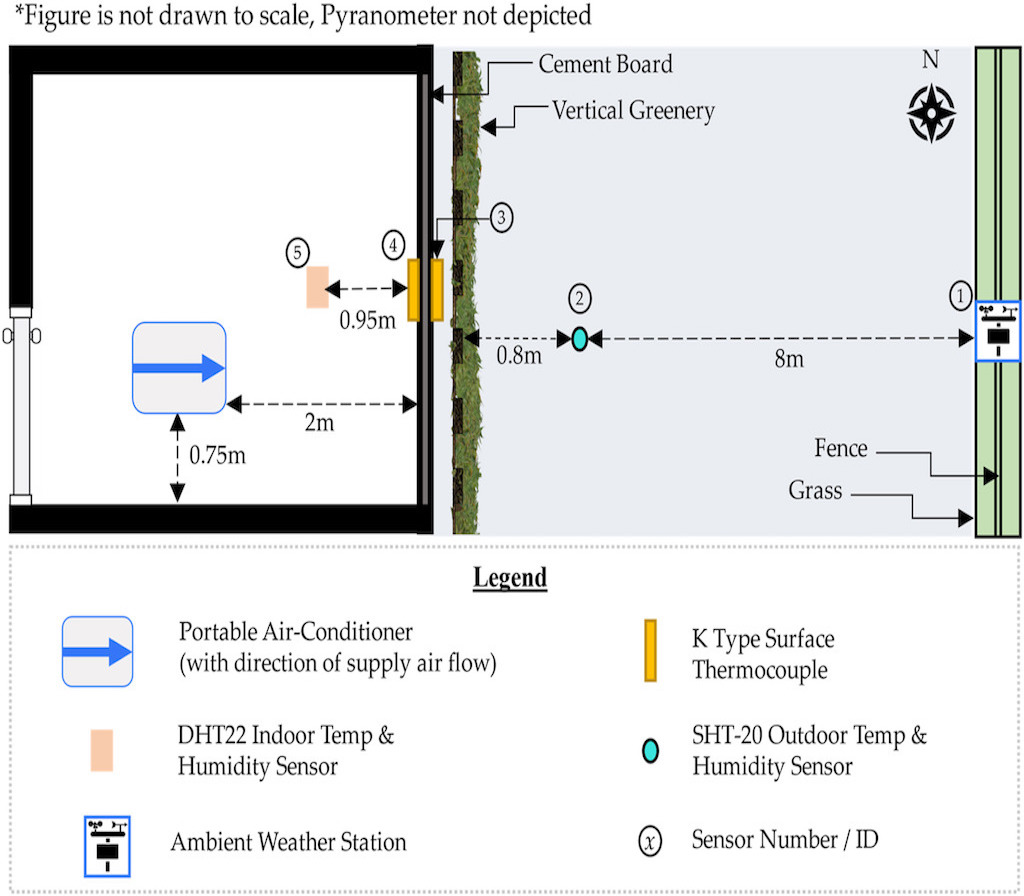 *Figure is not drawn to scale, Pyranometer not depicted
Cement Board
N
Vertical Greenery
3
4
5
2
1
0.95m
0.8m
8m
2m
0.75m
Fence
Grass
Legend
Portable Air-Conditioner
(with direction of supply air flow)
K Type Surface
Thermocouple
DHT22 Indoor Temp &
Humidity Sensor
SHT-20 Outdoor Temp &
Humidity Sensor
Ambient Weather Station
x
Sensor Number / ID